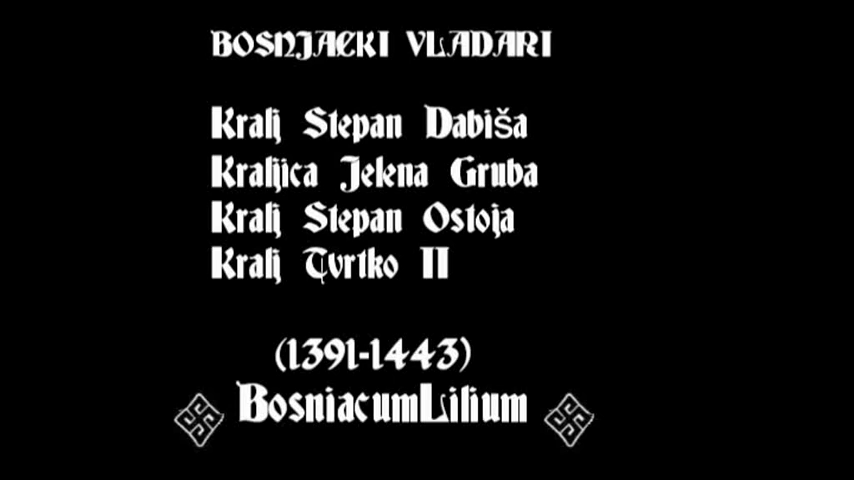 BOSNJACKI VLADARI
Kralj Stepan Dabiša
Kraljica Jelena Gruba
Kralj Stepan Ostoja
Kralj Tvrtko II
(1391-1443)
BosniacumLilium